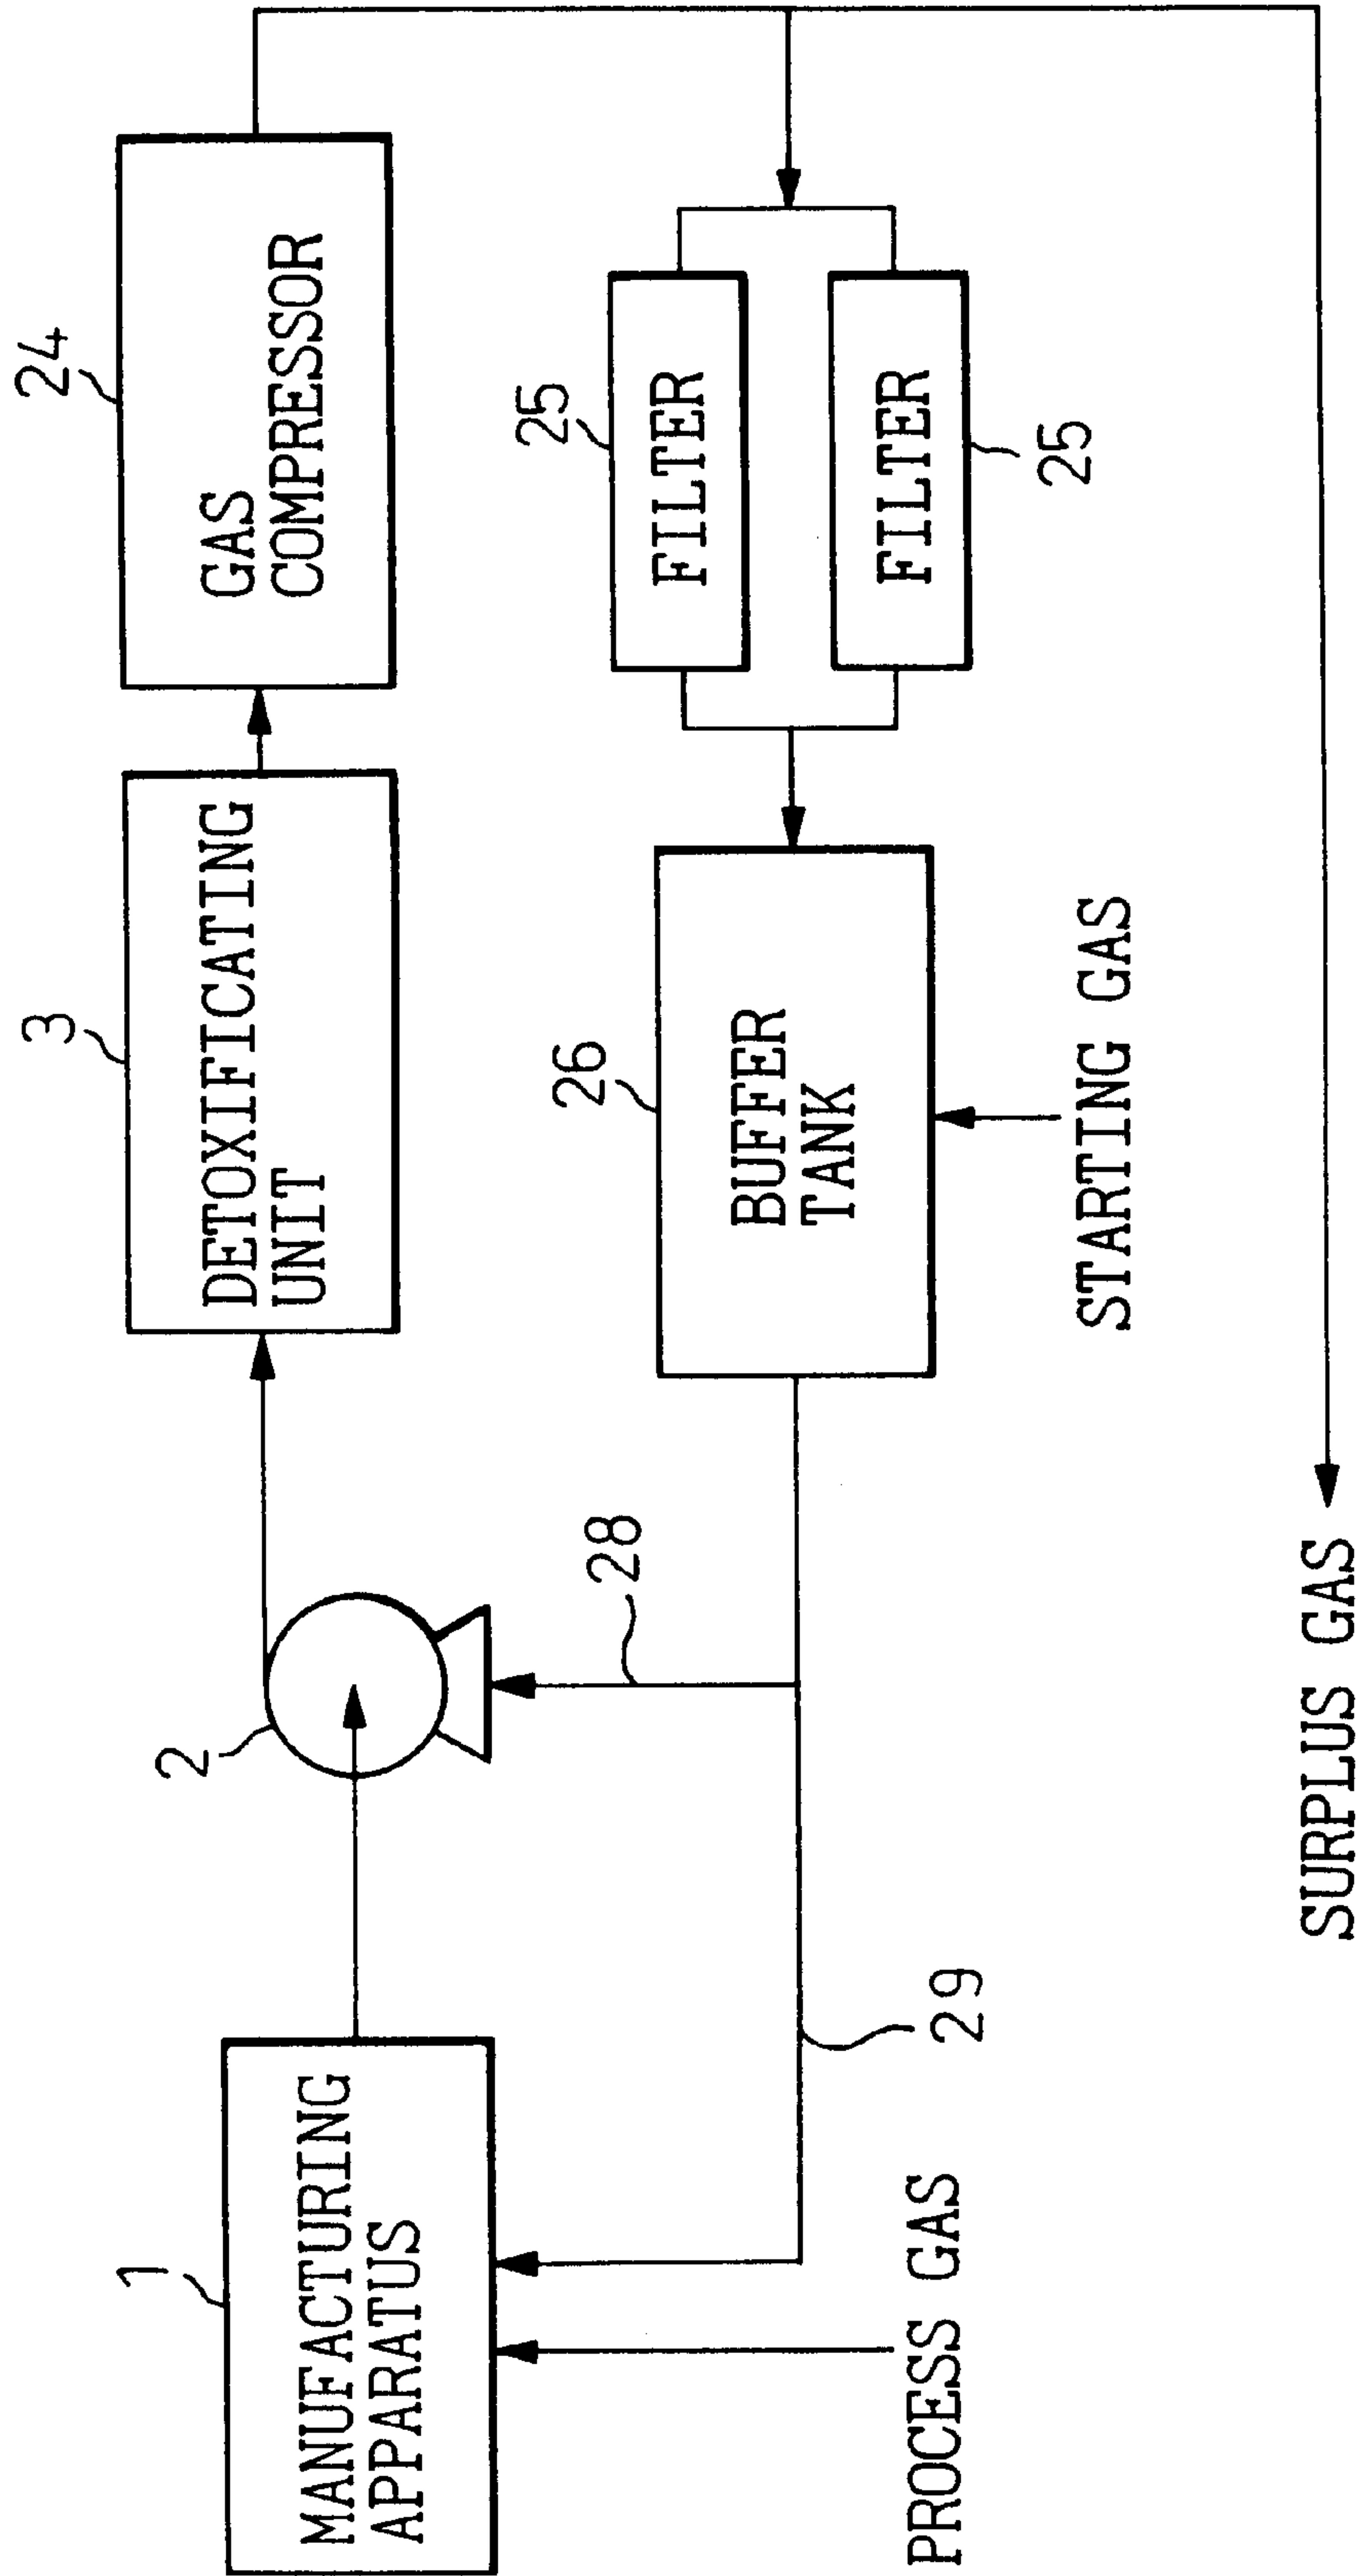 1
MANUFACTURING
APPARATUS
2
3
DETOXIFICATING
UNIT
24
GAS
COMPRESSOR
25
FILTER
FILTER
25
26
BUFFER
TANK
28
29
PROCESS GAS
STARTING GAS
SURPLUS GAS